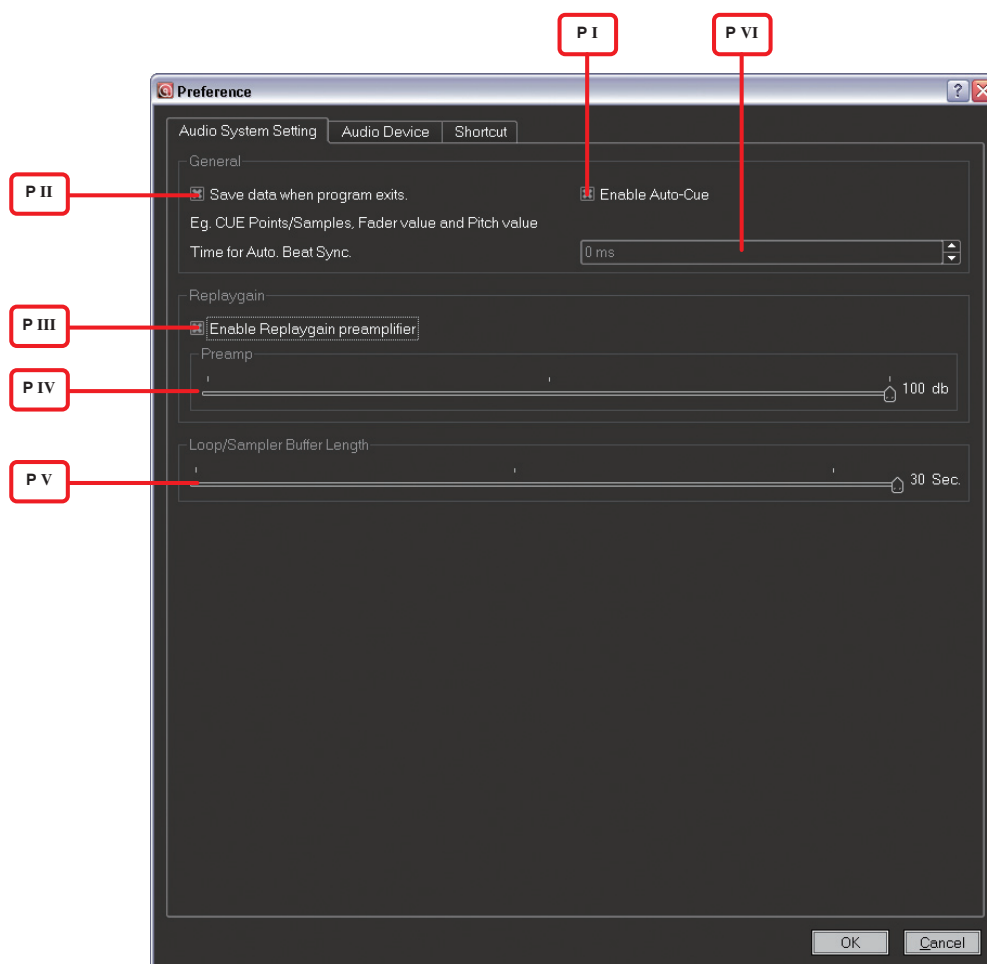 P I
P VI
Preference
Audio System Setting
Audio Device
Shortcut
General
P II
Save data when program exits.
Enable Auto-Cue
Eg. CUE Points/Samples, Fader value and Pitch value
Time for Auto. Beat Sync.
0 ms
Replaygain
P III
Enable Replaygain preamplifier
Preamp
P IV
100 db
Loop/Sampler Buffer Length
P V
30 Sec.
OK
Cancel